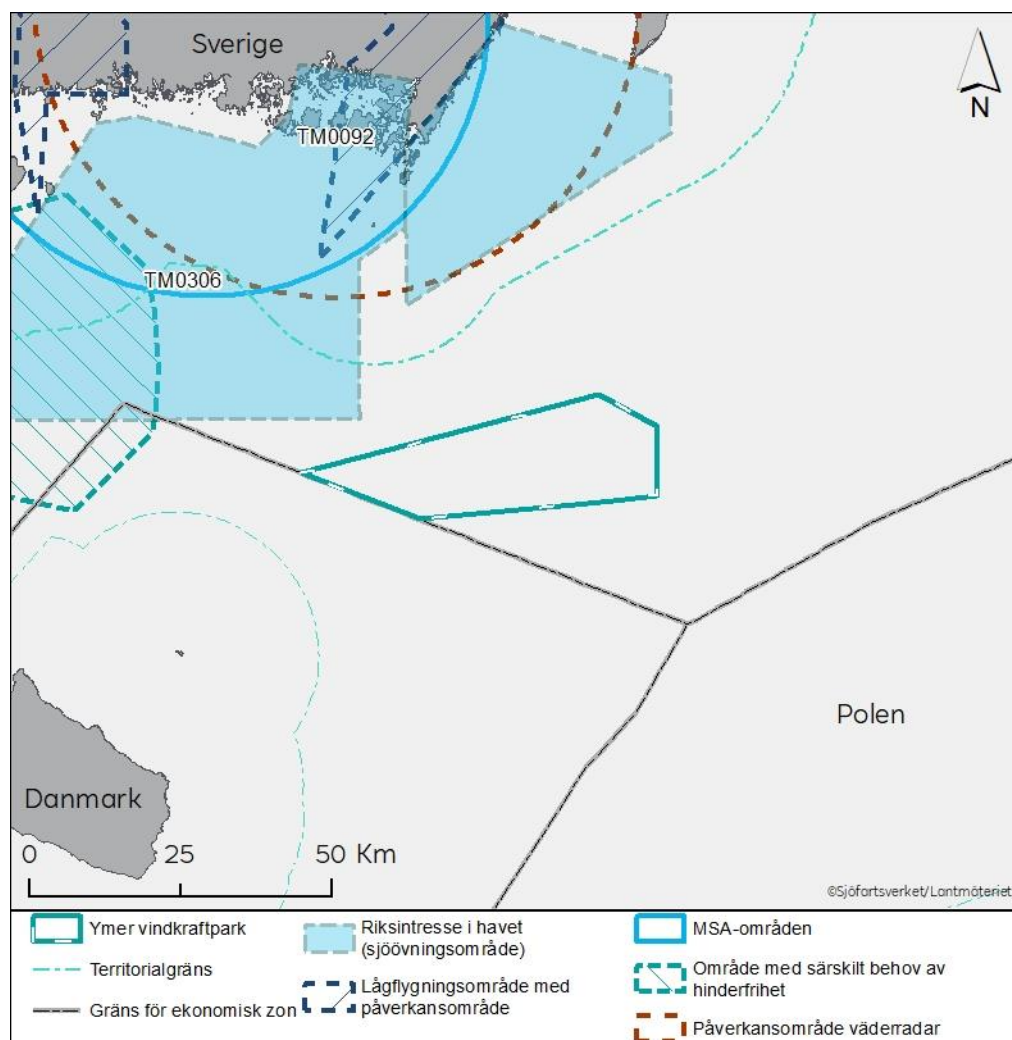 Sverige
N
TM0092
TM0306
Polen
Danmark
0 25 50 Km
©Sjöfartsverket/Lantmäteriet
Ymer vindkraftpark
Territorialgräns
Gräns för ekonomisk zon
Riksintresse i havet
(sjöövningsområde)
Lågflygningsområde med
påverkansområde
MSA-områden
Område med särskilt behov av
hinderfrihet
Påverkansområde väderradar